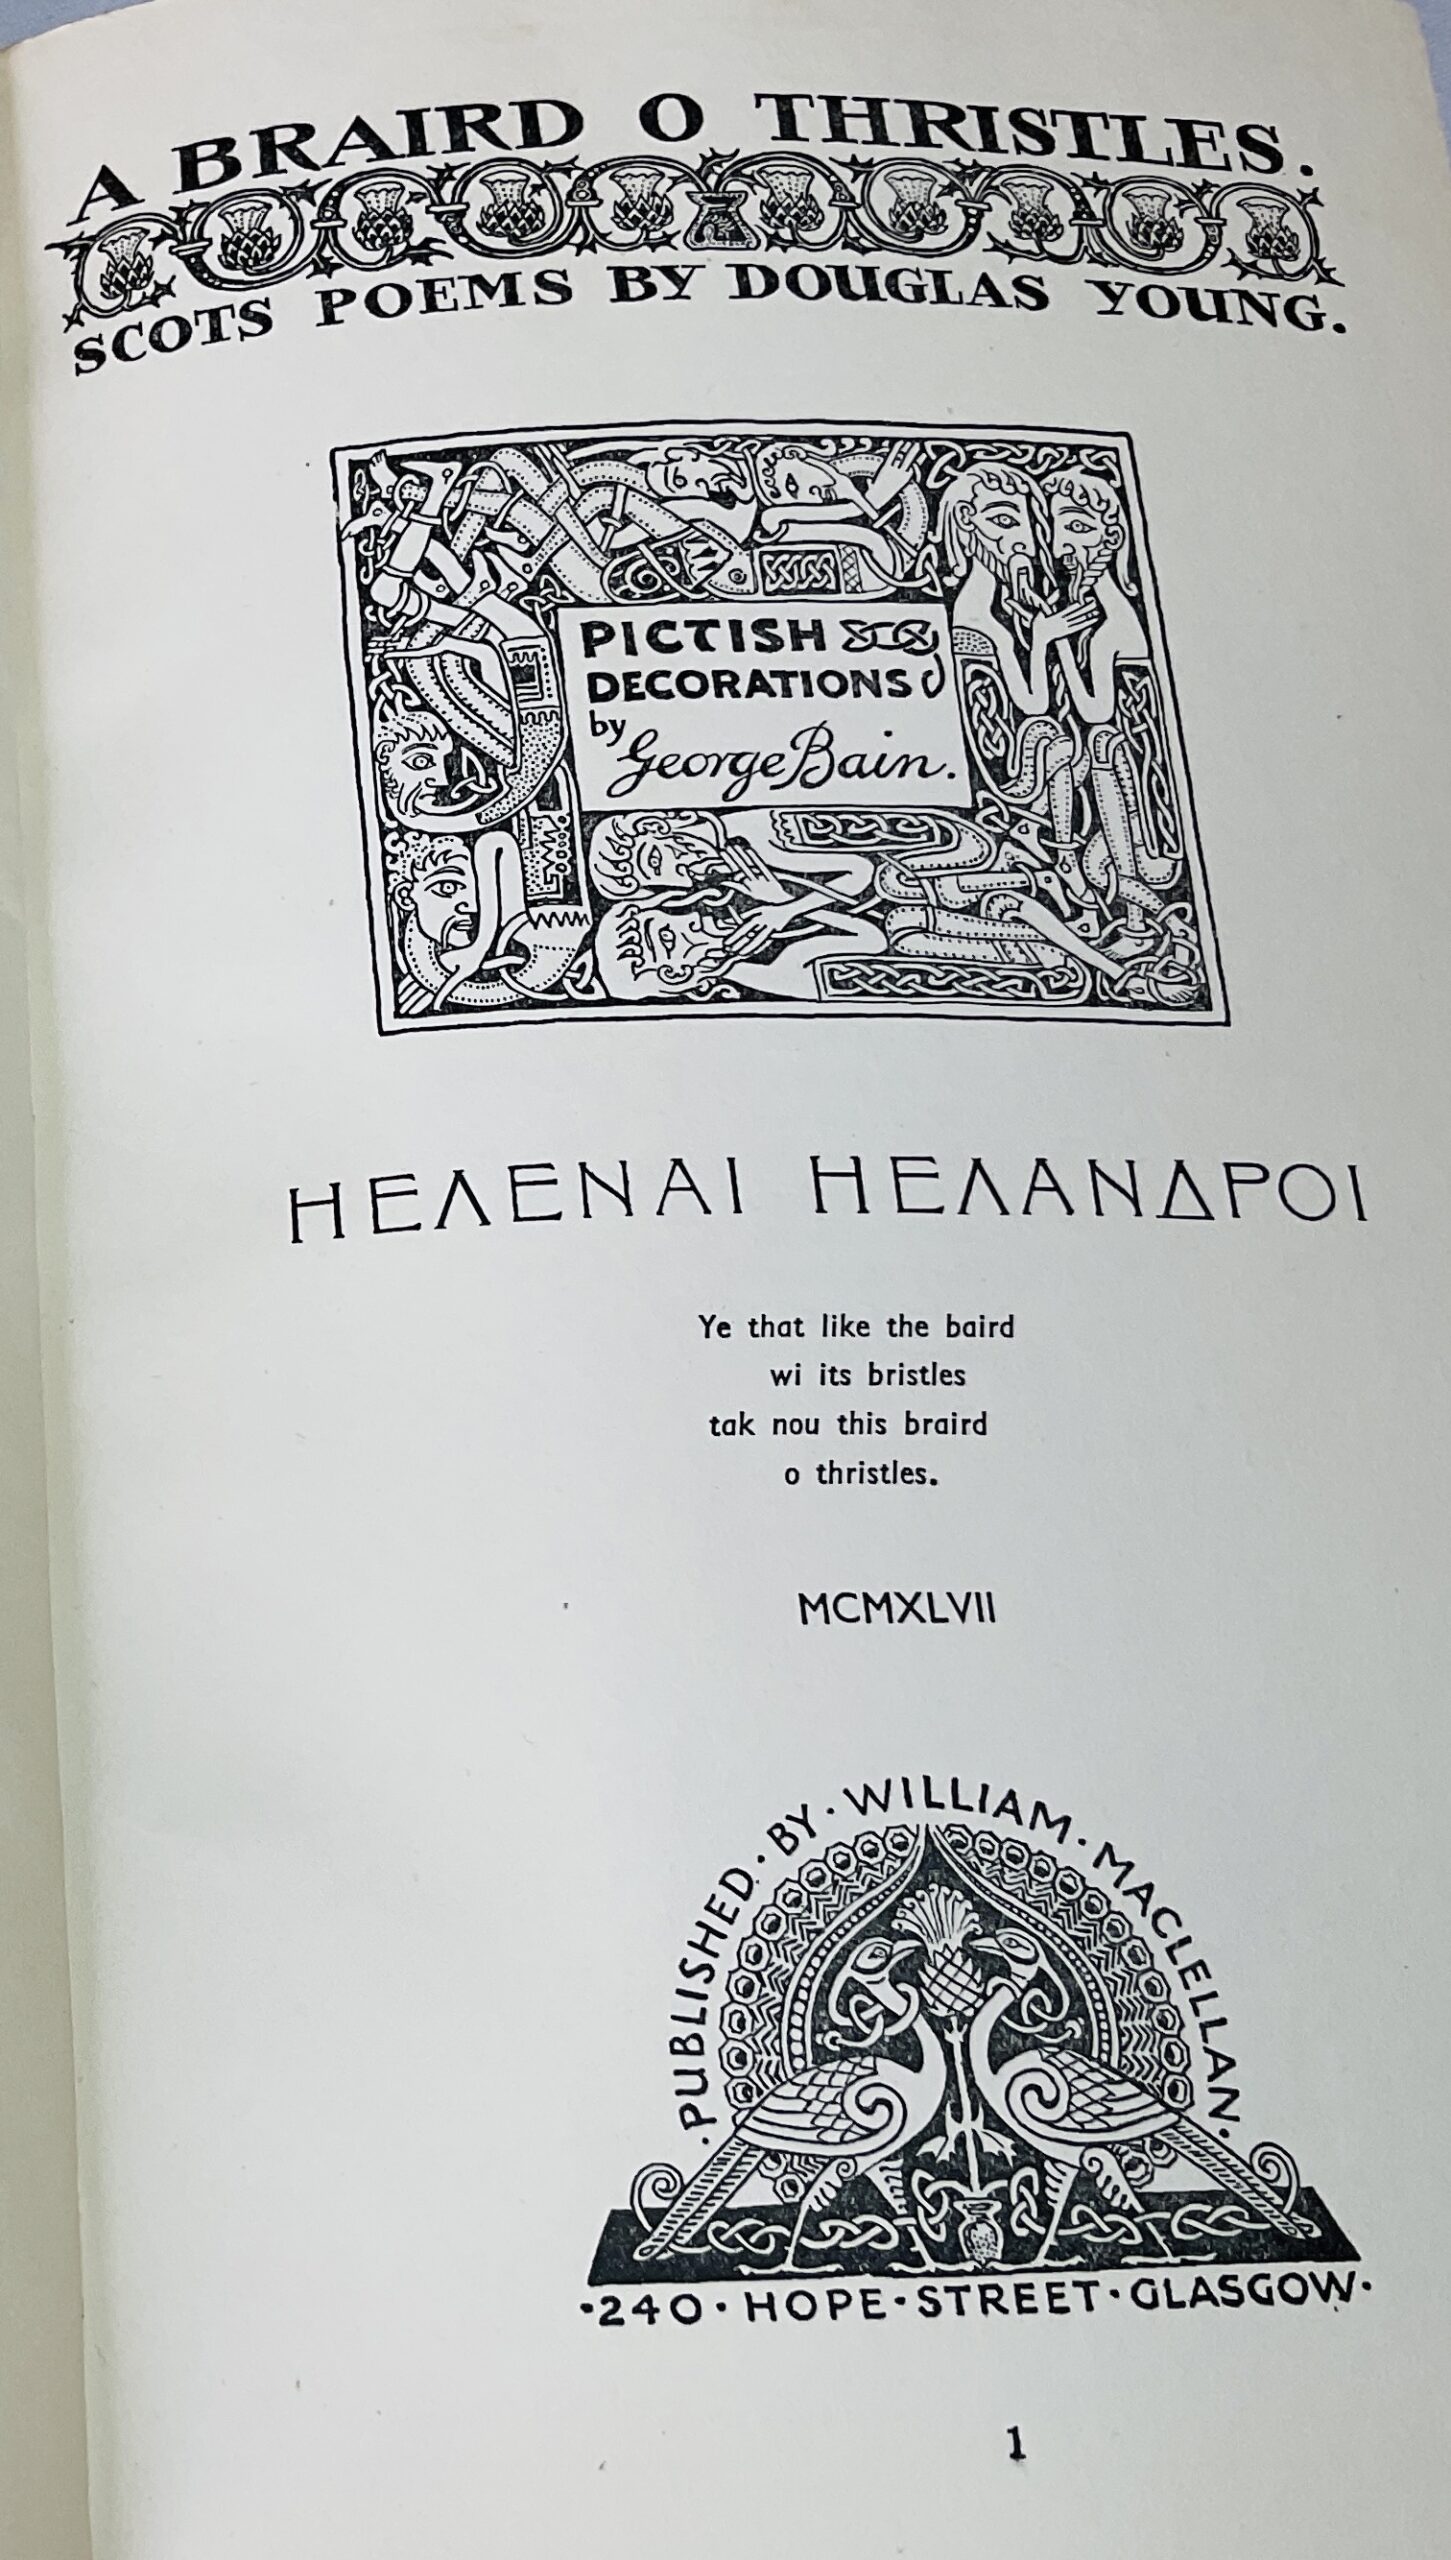 A BRAIRD O THRISTLES.
SCOTS POEMS BY DOUGLAS YOUNG.
PICTISH
DECORATIONS
by
George Bain.
ΗΕΛΕΝΑΙ ΗΕΛΑΝΔΡΟΙ
Ye that like the baird
wi its bristles
tak nou this braird
o thristles.
MCMXLVII
·PUBLISHED·BY·WILLIAM·MACLELLAN·
·240·HOPE·STREET·GLASGOW·
1